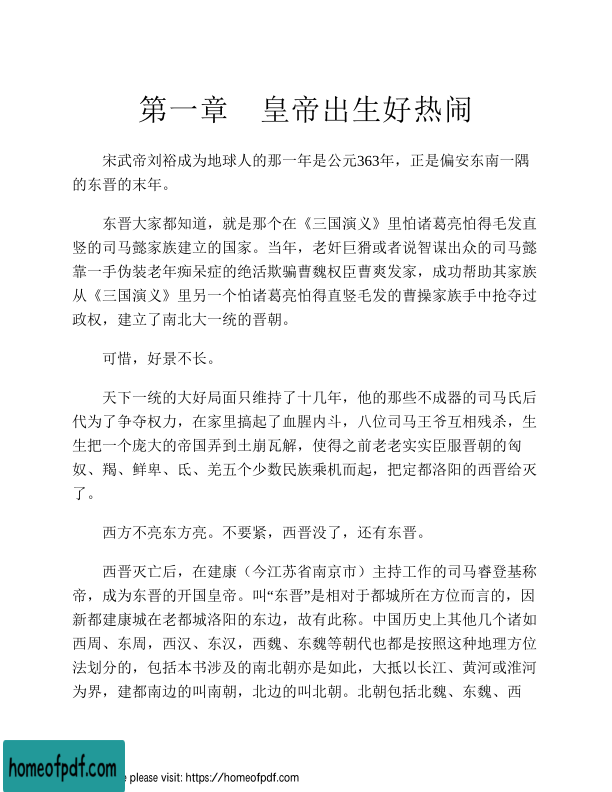 第一章　皇帝出生好热闹
宋武帝刘裕成为地球人的那一年是公元363年，正是偏安东南一隅
的东晋的末年。
东晋大家都知道，就是那个在《三国演义》里怕诸葛亮怕得毛发直
竖的司马懿家族建立的国家。当年，老奸巨猾或者说智谋出众的司马懿
靠一手伪装老年痴呆症的绝活欺骗曹魏权臣曹爽发家，成功帮助其家族
从《三国演义》里另一个怕诸葛亮怕得直竖毛发的曹操家族手中抢夺过
政权，建立了南北大一统的晋朝。
可惜，好景不长。
天下一统的大好局面只维持了十几年，他的那些不成器的司马氏后
代为了争夺权力，在家里搞起了血腥内斗，八位司马王爷互相残杀，生
生把一个庞大的帝国弄到土崩瓦解，使得之前老老实实臣服晋朝的匈
奴、羯、鲜卑、氐、羌五个少数民族乘机而起，把定都洛阳的西晋给灭
了。
西方不亮东方亮。不要紧，西晋没了，还有东晋。
西晋灭亡后，在建康（今江苏省南京市）主持工作的司马睿登基称
帝，成为东晋的开国皇帝。叫“东晋”是相对于都城所在方位而言的，因
新都建康城在老都城洛阳的东边，故有此称。中国历史上其他几个诸如
西周、东周，西汉、东汉，西魏、东魏等朝代也都是按照这种地理方位
法划分的，包括本书涉及的南北朝亦是如此，大抵以长江、黄河或淮河
为界，建都南边的叫南朝，北边的叫北朝。北朝包括北魏、东魏、西
homeofpdf.com
e please visit: https://homeofpdf.com